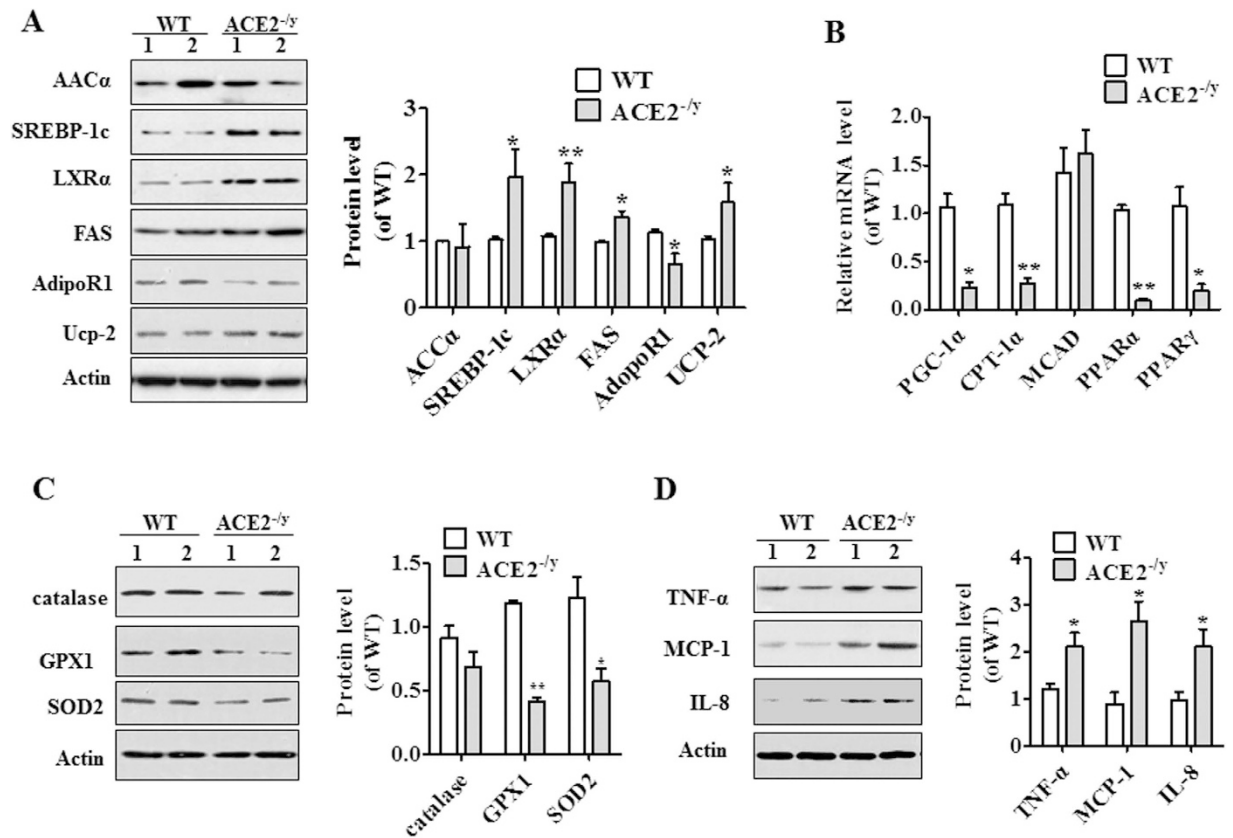 A
WT ACE2-/y
1 2 1 2
AACα
SREBP-1c
LXRα
FAS
AdipoR1
Ucp-2
Actin
WT
ACE2-/y
Protein level
(of WT)
3
2
1
0
*
**
*
*
*
ACCα
SREBP-1c
LXRα
FAS
AdopoR1
UCP-2
B
WT
ACE2-/y
Relative mRNA level
(of WT)
2.0
1.5
1.0
0.5
0.0
*
**
**
*
PGC-1α
CPT-1α
MCAD
PPARα
PPARγ
C
WT ACE2-/y
1 2 1 2
catalase
GPX1
SOD2
Actin
WT
ACE2-/y
Protein level
(of WT)
1.5
1.0
0.5
0.0
**
*
catalase
GPX1
SOD2
D
WT ACE2-/y
1 2 1 2
TNF-α
MCP-1
IL-8
Actin
WT
ACE2-/y
Protein level
(of WT)
4
3
2
1
0
*
*
*
TNF-α
MCP-1
IL-8